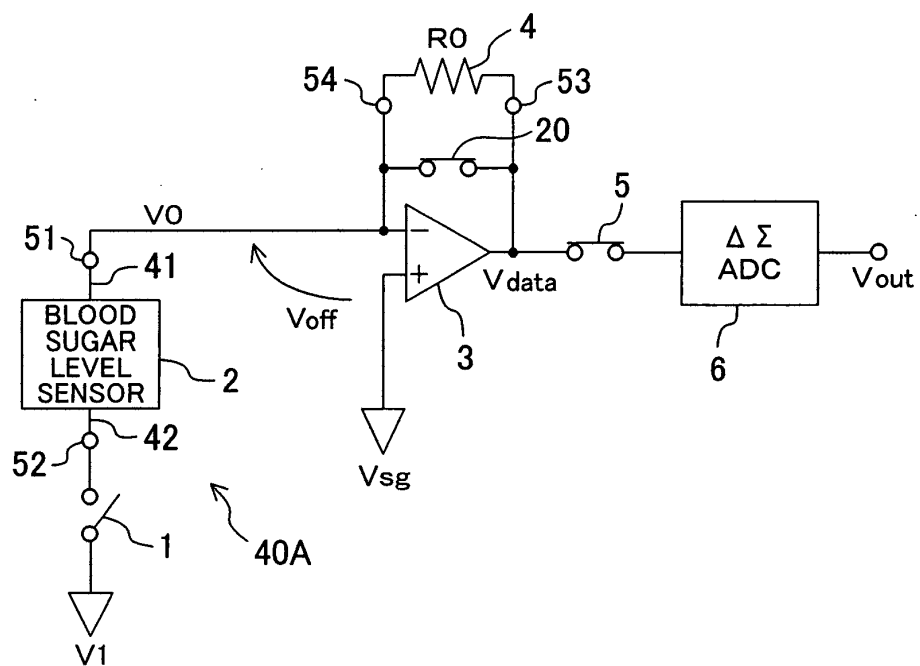 R0
4
54
53
20
5
V0
51
41
−
+
3
Vdata
ΔΣ
ADC
6
Vout
Voff
BLOOD
SUGAR
LEVEL
SENSOR
2
42
52
Vsg
1
40A
V1